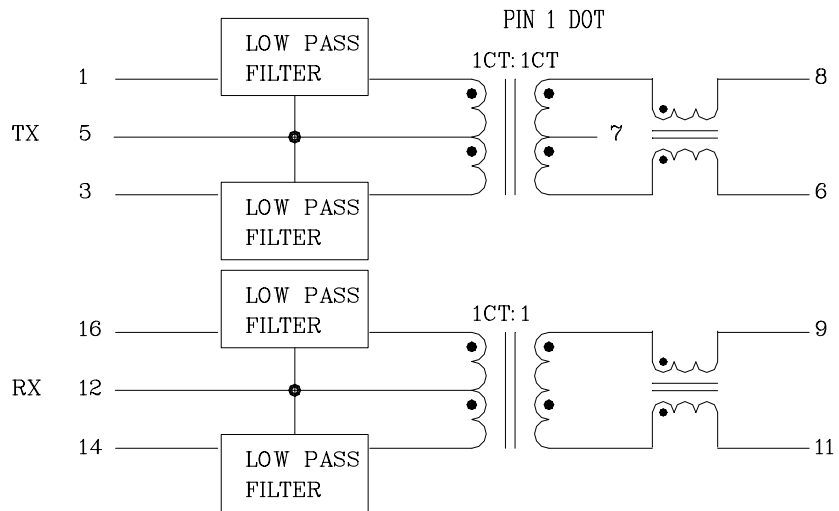 PIN 1 DOT
LOW PASS
FILTER
1CT:1CT
1
8
TX
5
7
3
6
LOW PASS
FILTER
LOW PASS
FILTER
1CT:1
16
9
RX
12
14
11
LOW PASS
FILTER